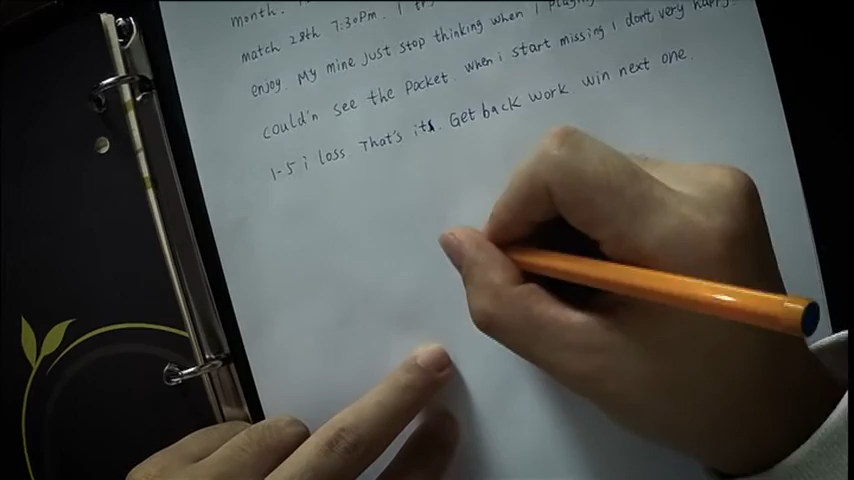 month.
match 28th 7:30pm. I
enjoy. My mine just stop thinking when I playing
could'n see the pocket. when i start missing I don't very happy.
1-5 i loss That's its. Get back work. win next one.